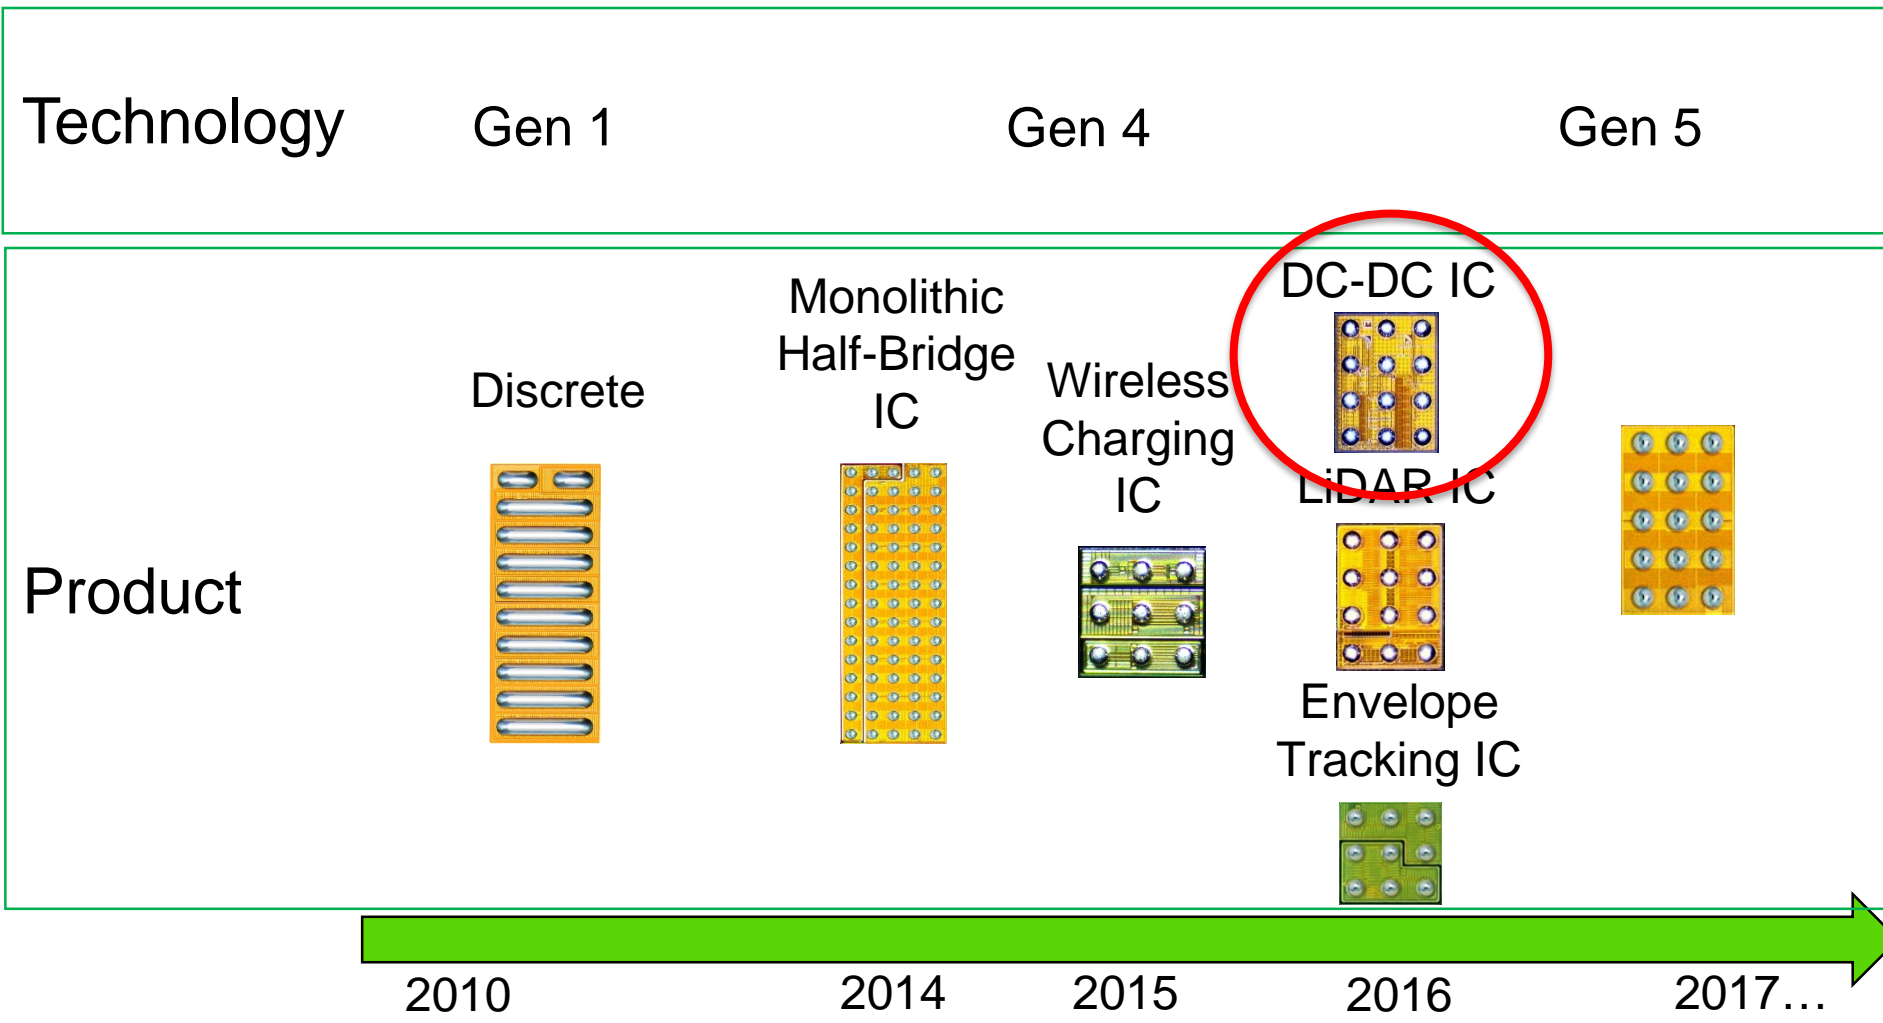 Technology
Gen 1
Gen 4
Gen 5
Product
Discrete
Monolithic
Half-Bridge
IC
Wireless
Charging
IC
DC-DC IC
LiDAR IC
Envelope
Tracking IC
2010
2014
2015
2016
2017…